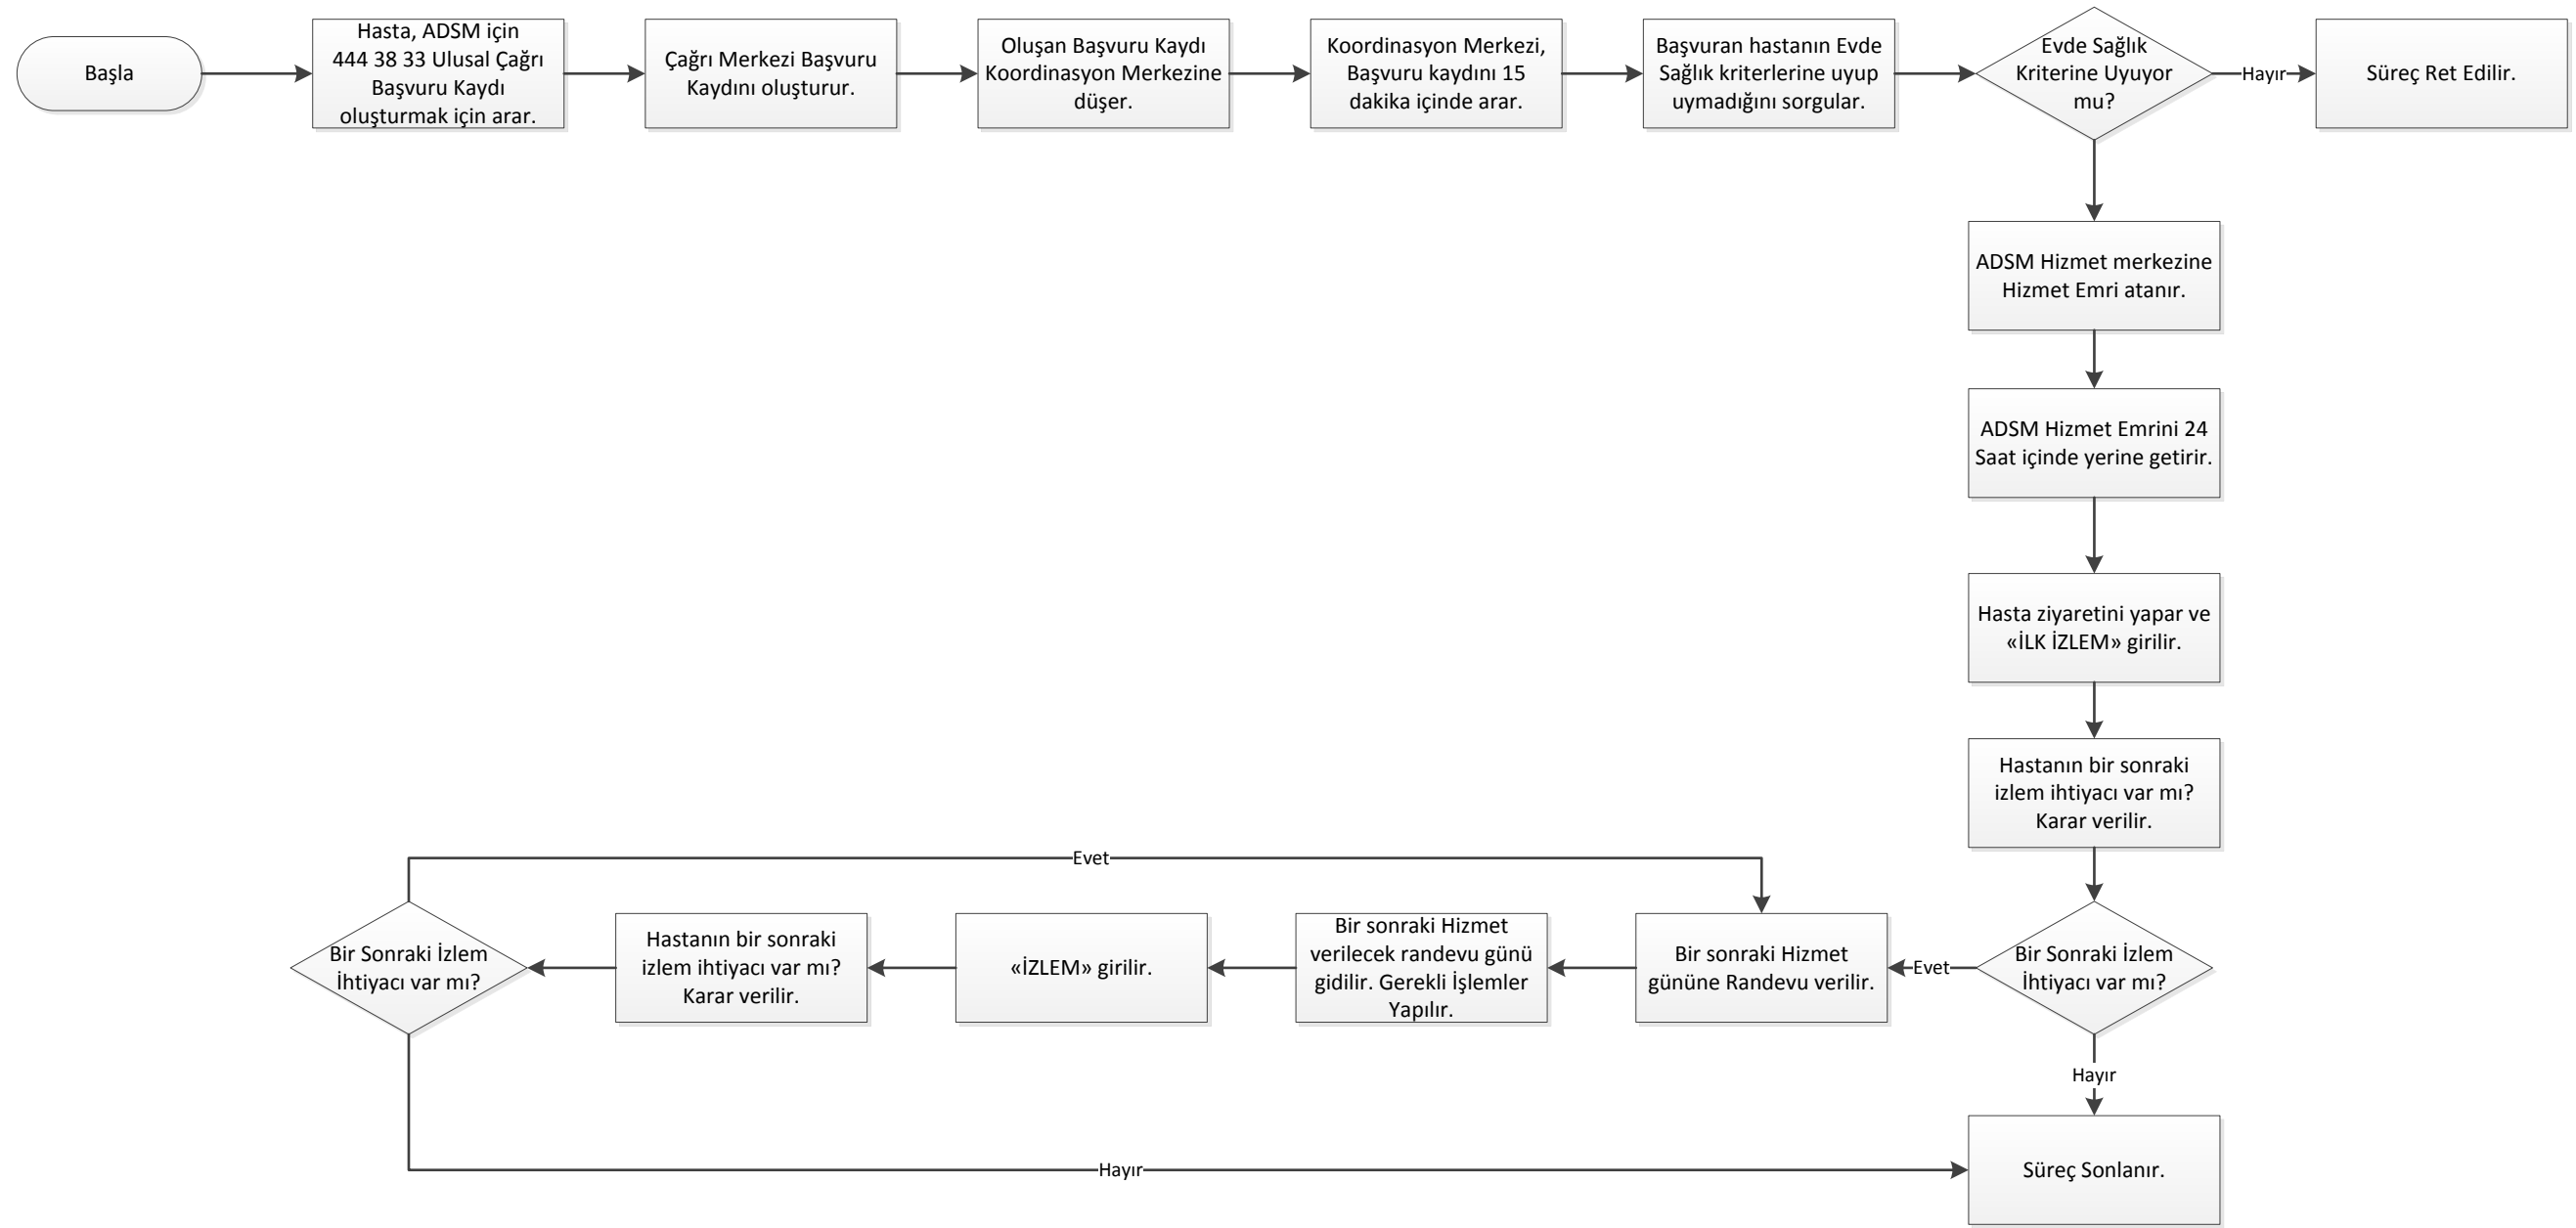 Başla
Hasta, ADSM için
444 38 33 Ulusal Çağrı
Başvuru Kaydı
oluşturmak için arar.
Çağrı Merkezi Başvuru
Kaydını oluşturur.
Oluşan Başvuru Kaydı
Koordinasyon Merkezine
düşer.
Koordinasyon Merkezi,
Başvuru kaydını 15
dakika içinde arar.
Başvuran hastanın Evde
Sağlık kriterlerine uyup
uymadığını sorgular.
Evde Sağlık
Kriterine Uyuyor
mu?
Hayır
Süreç Ret Edilir.
ADSM Hizmet merkezine
Hizmet Emri atanır.
ADSM Hizmet Emrini 24
Saat içinde yerine getirir.
Hasta ziyaretini yapar ve
«İLK İZLEM» girilir.
Hastanın bir sonraki
izlem ihtiyacı var mı?
Karar verilir.
Bir Sonraki İzlem
İhtiyacı var mı?
Evet
Bir sonraki Hizmet
gününe Randevu verilir.
Bir sonraki Hizmet
verilecek randevu günü
gidilir. Gerekli İşlemler
Yapılır.
«İZLEM» girilir.
Hastanın bir sonraki
izlem ihtiyacı var mı?
Karar verilir.
Bir Sonraki İzlem
İhtiyacı var mı?
Evet
Hayır
Hayır
Süreç Sonlanır.